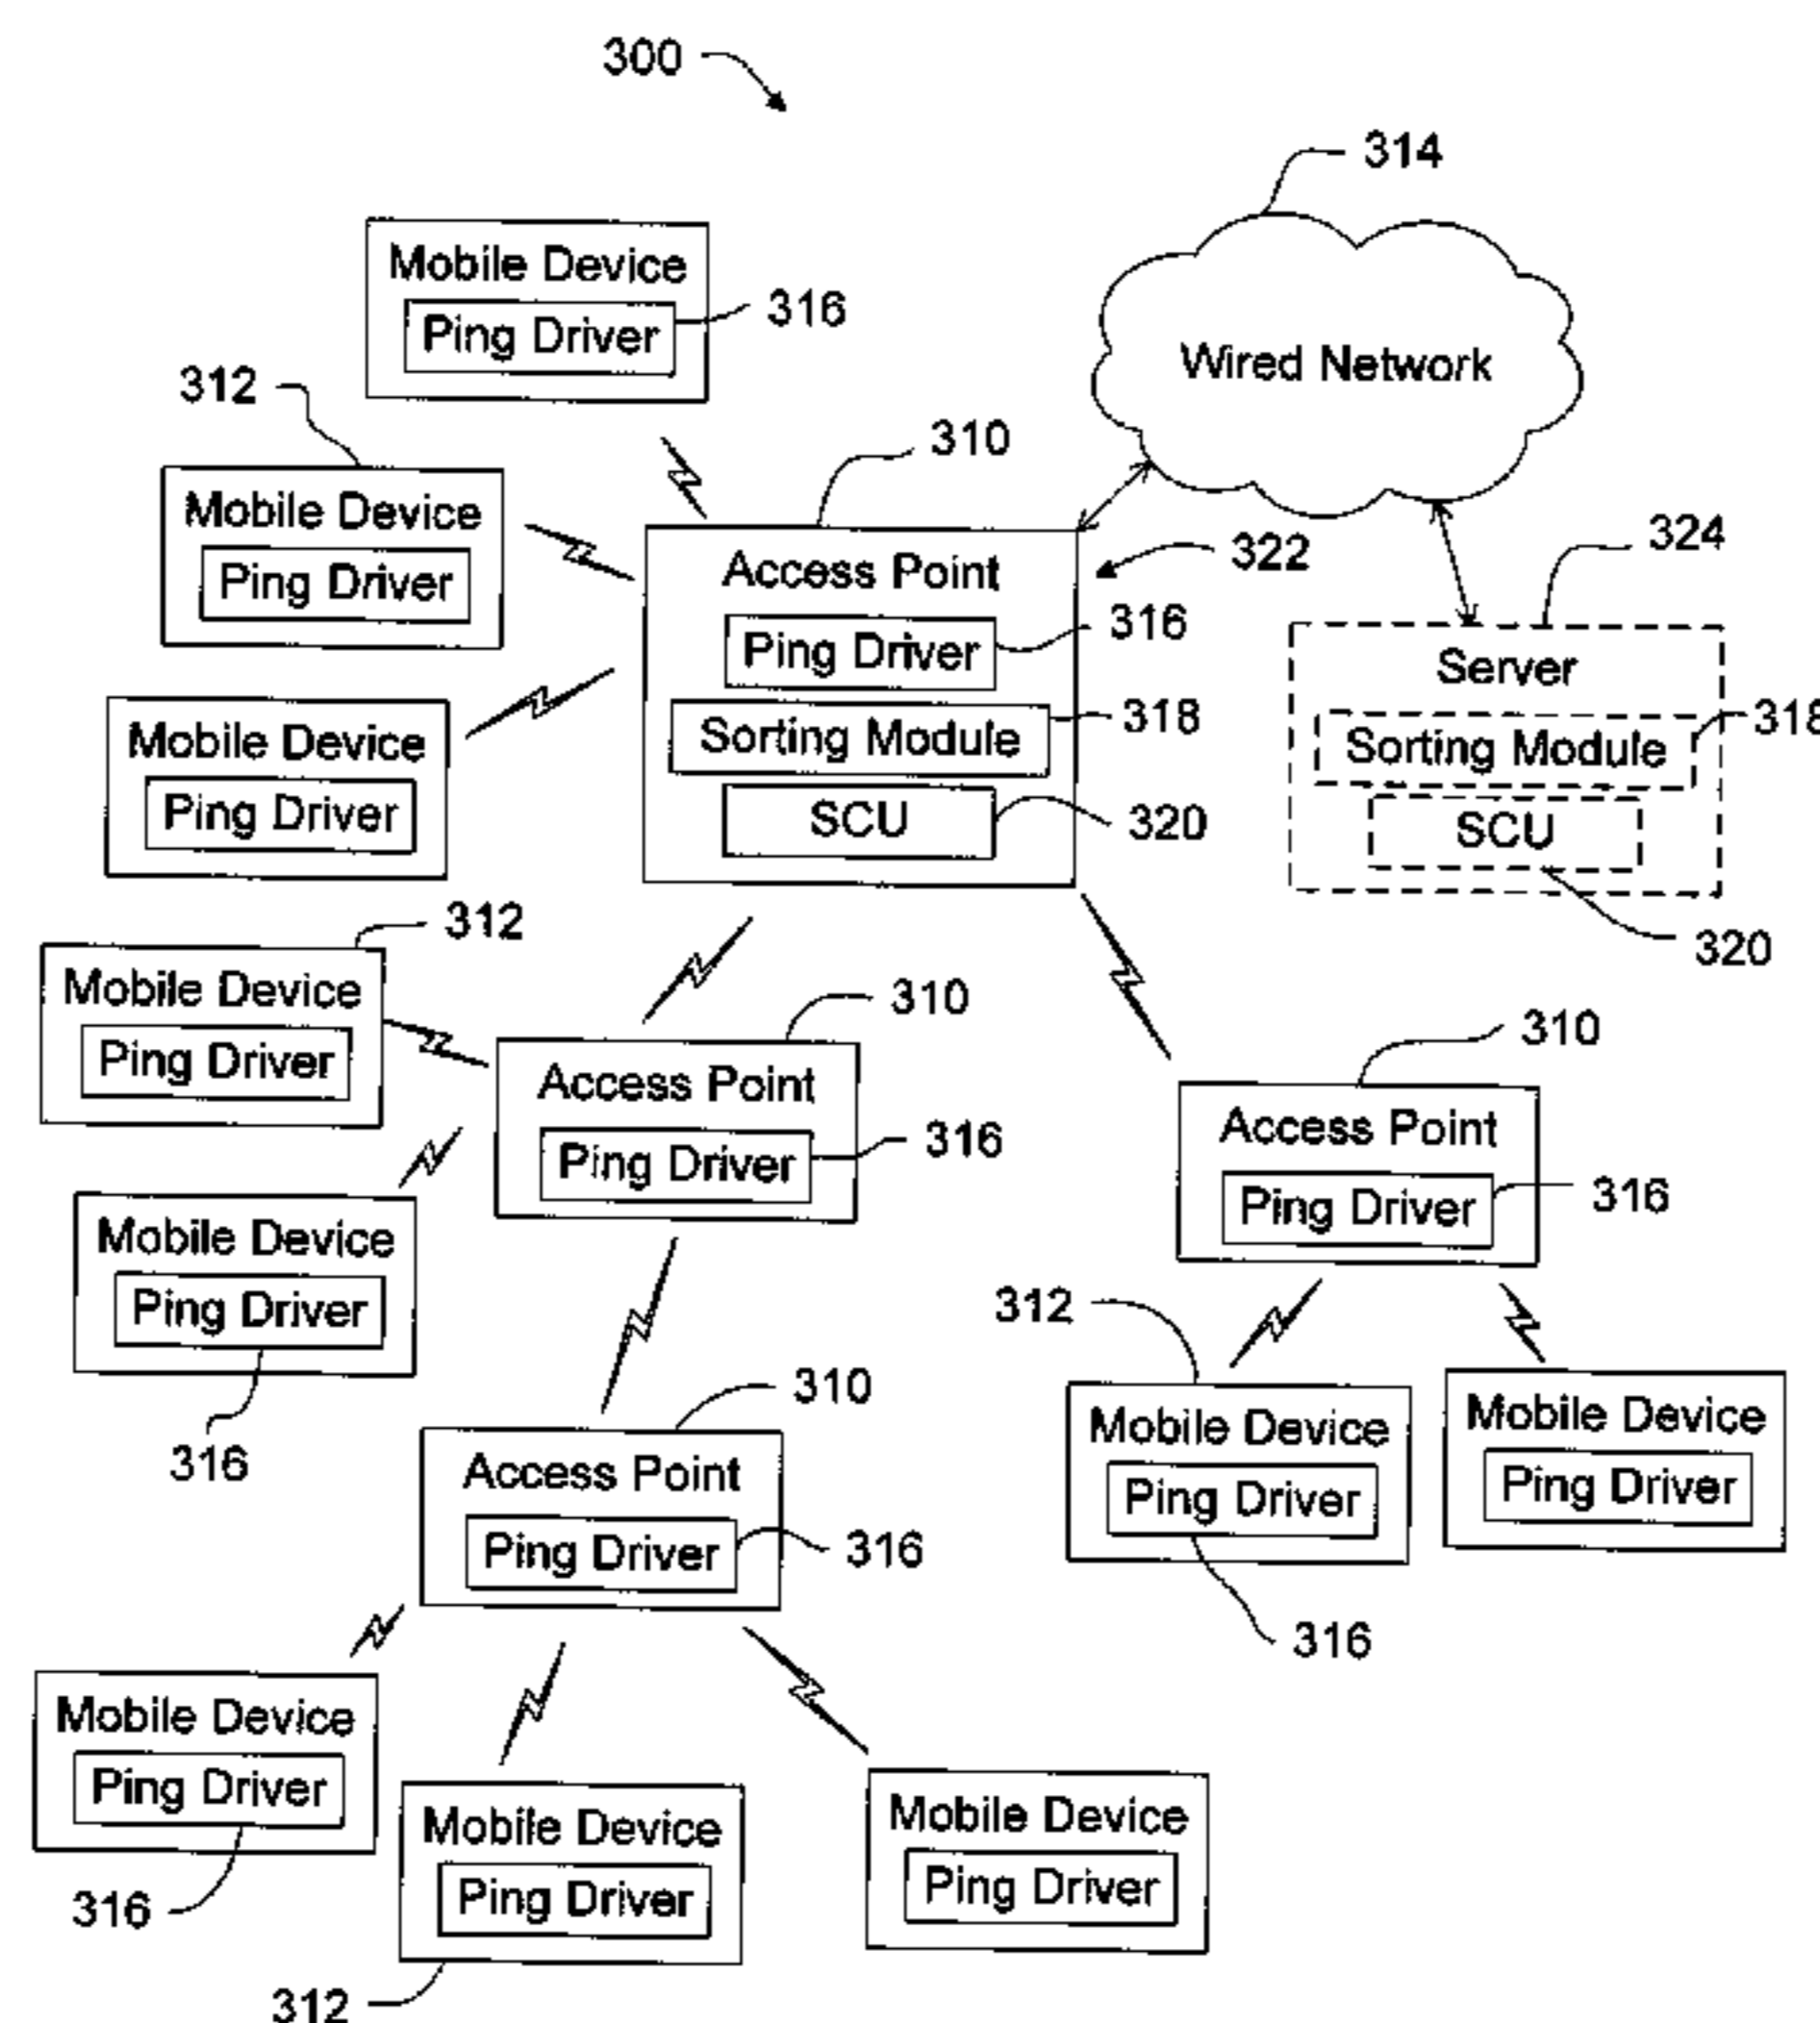 300
314
Mobile Device
Ping Driver
316
Wired Network
312
310
Mobile Device
Ping Driver
Access Point
322
324
Ping Driver
316
Server
Mobile Device
Ping Driver
Sorting Module
318
Sorting Module
318
SCU
320
SCU
320
312
Mobile Device
Ping Driver
310
Access Point
Ping Driver
316
310
Access Point
Ping Driver
316
Mobile Device
Ping Driver
316
312
Mobile Device
Ping Driver
316
Mobile Device
Ping Driver
310
Access Point
Ping Driver
316
Mobile Device
Ping Driver
316
Mobile Device
Ping Driver
312
Mobile Device
Ping Driver